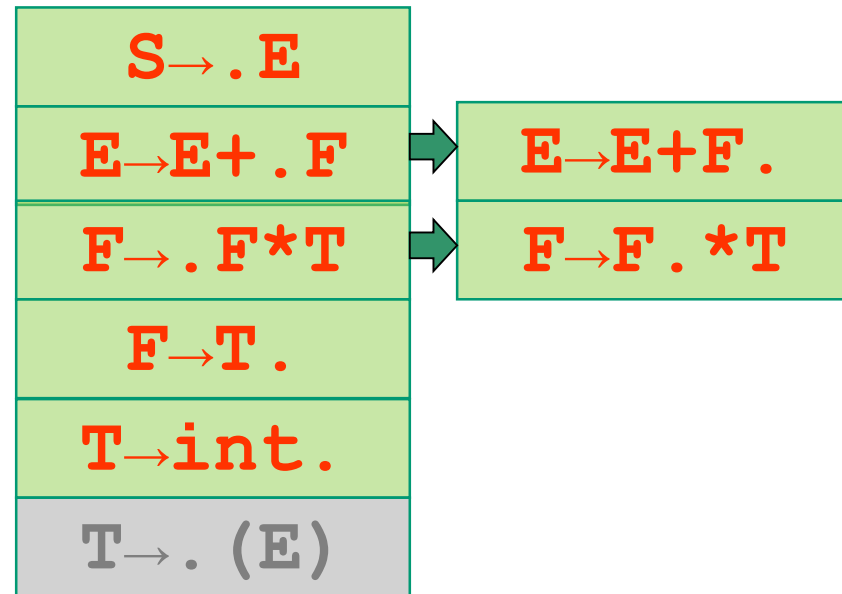 S→.E
E→E+.F
E→E+F.
F→.F*T
F→F.*T
F→T.
T→int.
T→.(E)